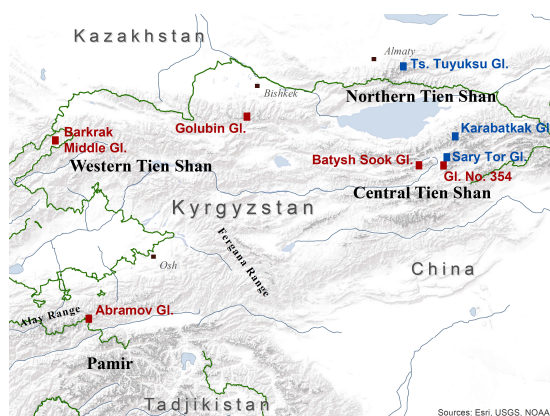 Kazakhstan
Almaty
Ts. Tuyuksu Gl.
Bishkek
Northern Tien Shan
Golubin Gl.
Karabatkak Gl
Barkrak
Middle Gl.
Western Tien Shan
Batysh Sook Gl.
Sary Tor Gl.
Gl. No. 354
Central Tien Shan
Kyrgyzstan
Fergana Range
Osh
China
Alay Range
Abramov Gl.
Pamir
Tadjikistan
Sources: Esri, USGS, NOAA